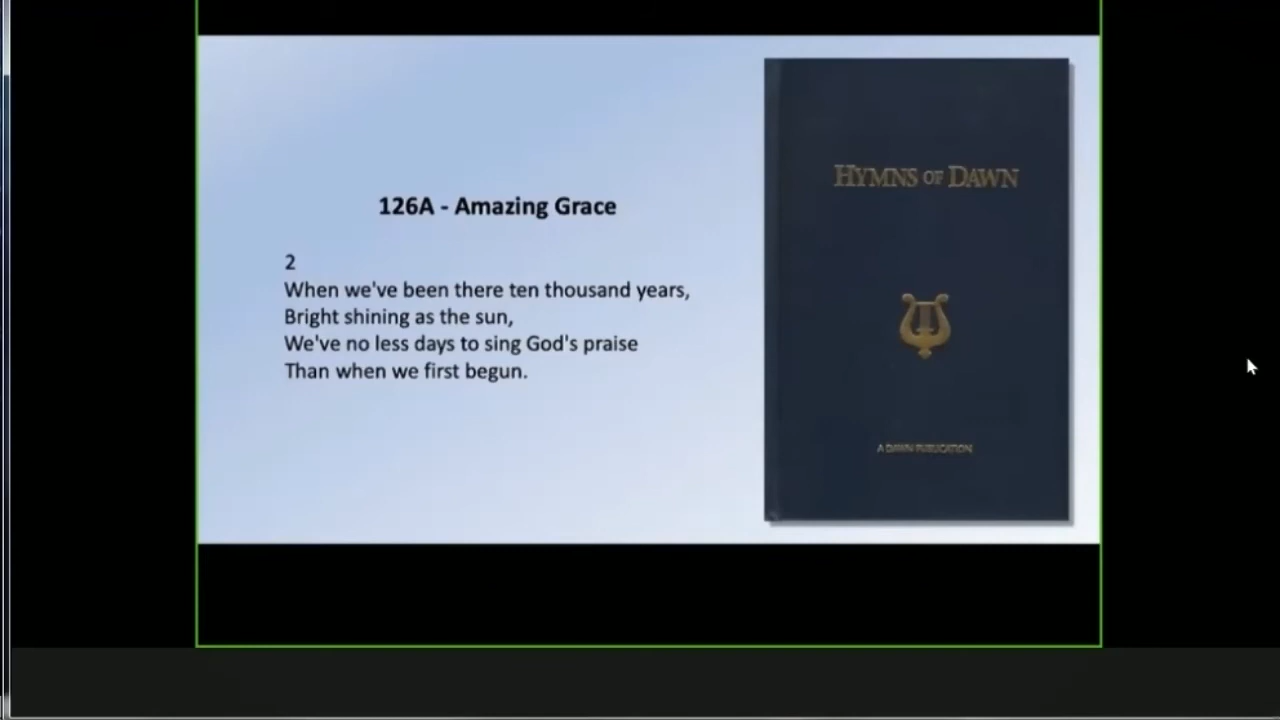 126A - Amazing Grace
2
When we've been there ten thousand years,
Bright shining as the sun,
We've no less days to sing God's praise
Than when we first begun.
HYMNS OF DAWN
A DAWN PUBLICATION